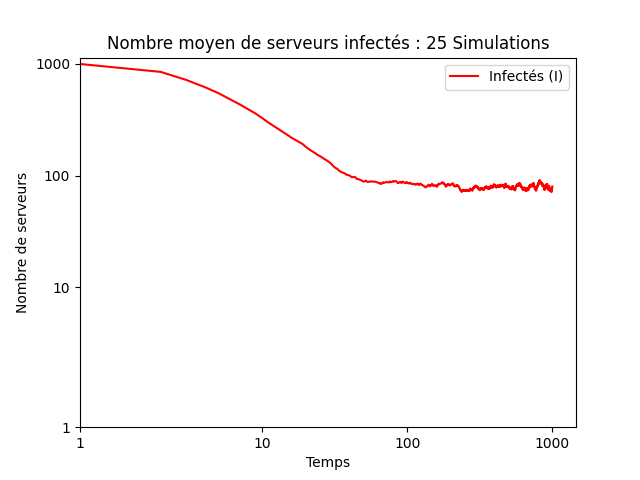 Nombre moyen de serveurs infectés : 25 Simulations
Infectés (I)
Nombre de serveurs
1000
100
10
1
1
10
100
1000
Temps